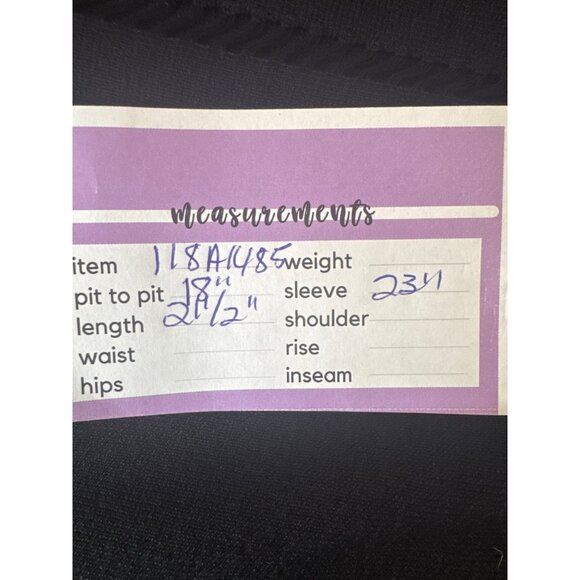 measurements
item 118A1485 weight
pit to pit 18" sleeve 23"
length 21 1/2" shoulder
waist rise
hips inseam